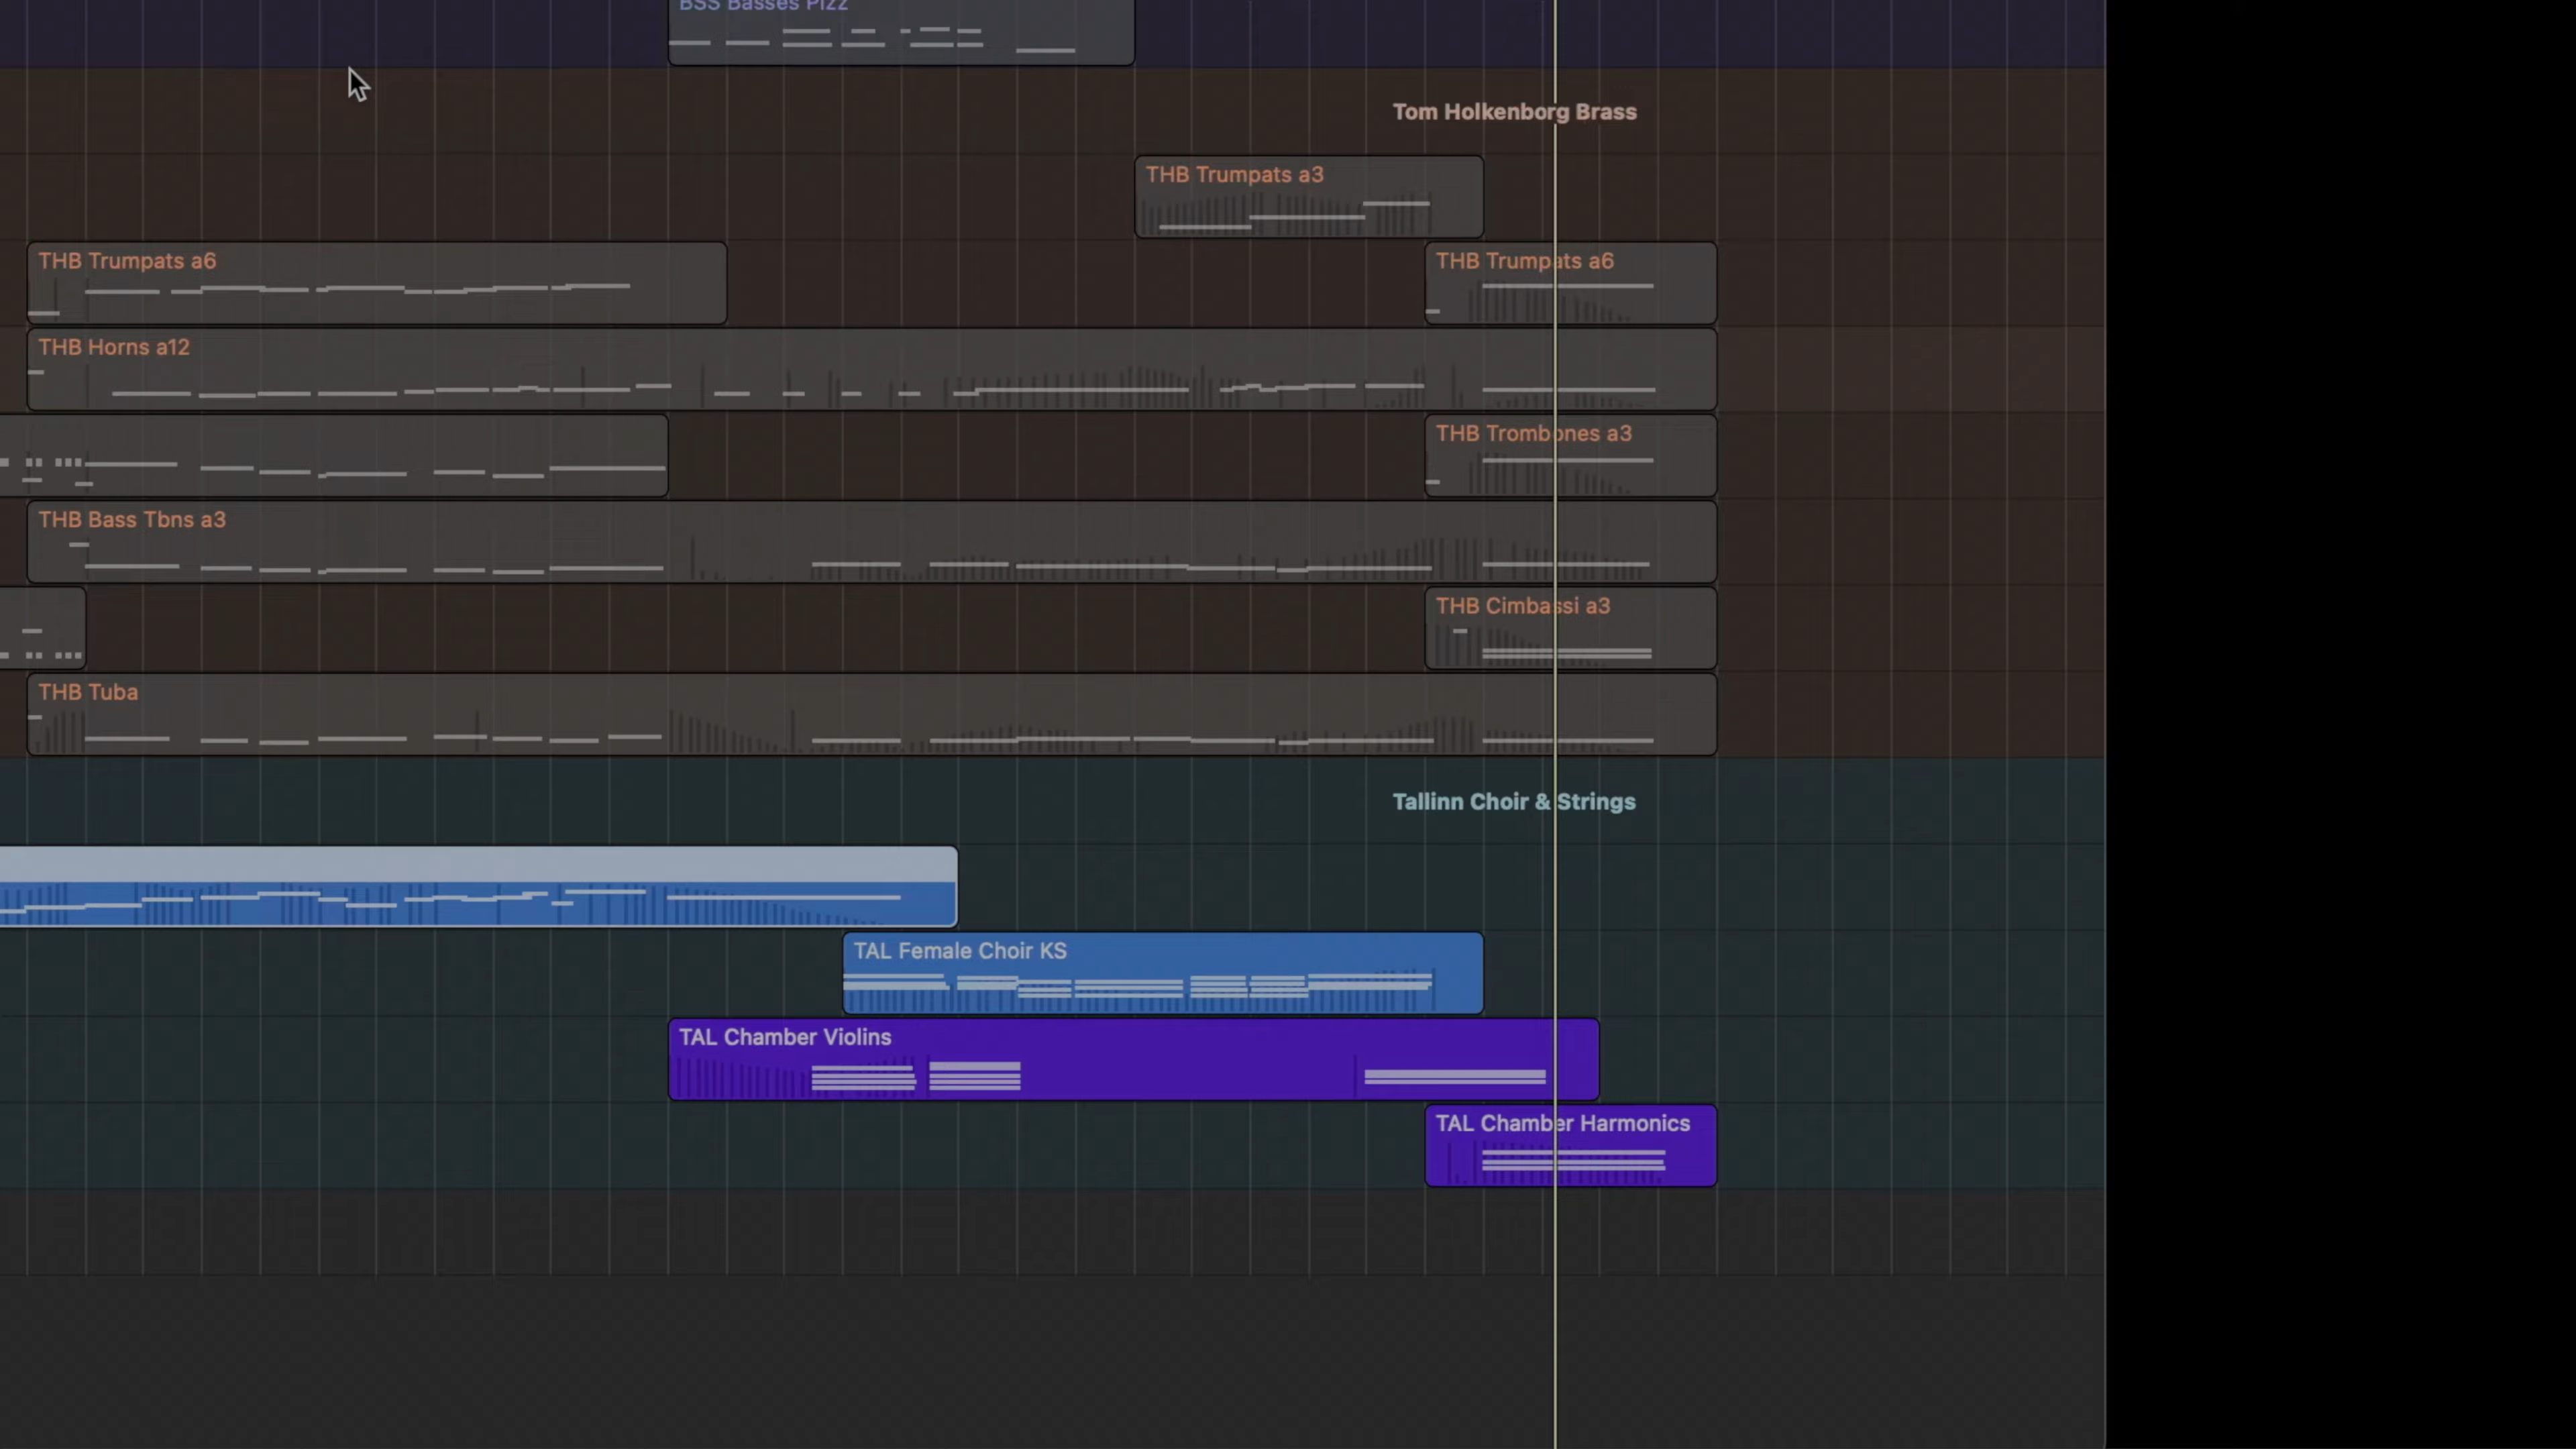 BSS Basses Pizz
Tom Holkenborg Brass
THB Trumpats a3
THB Trumpats a6
THB Trumpats a6
THB Horns a12
THB Trombones a3
THB Bass Tbns a3
THB Cimbassi a3
THB Tuba
Tallinn Choir & Strings
TAL Female Choir KS
TAL Chamber Violins
TAL Chamber Harmonics